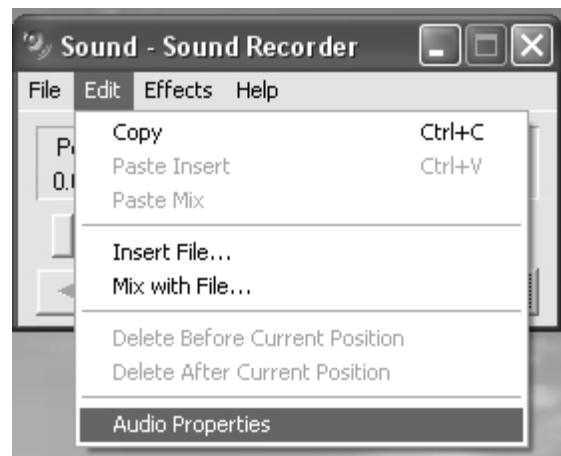 Sound - Sound Recorder
File Edit Effects Help
Copy Ctrl+C
Paste Insert Ctrl+V
Paste Mix
Insert File...
Mix with File...
Delete Before Current Position
Delete After Current Position
Audio Properties